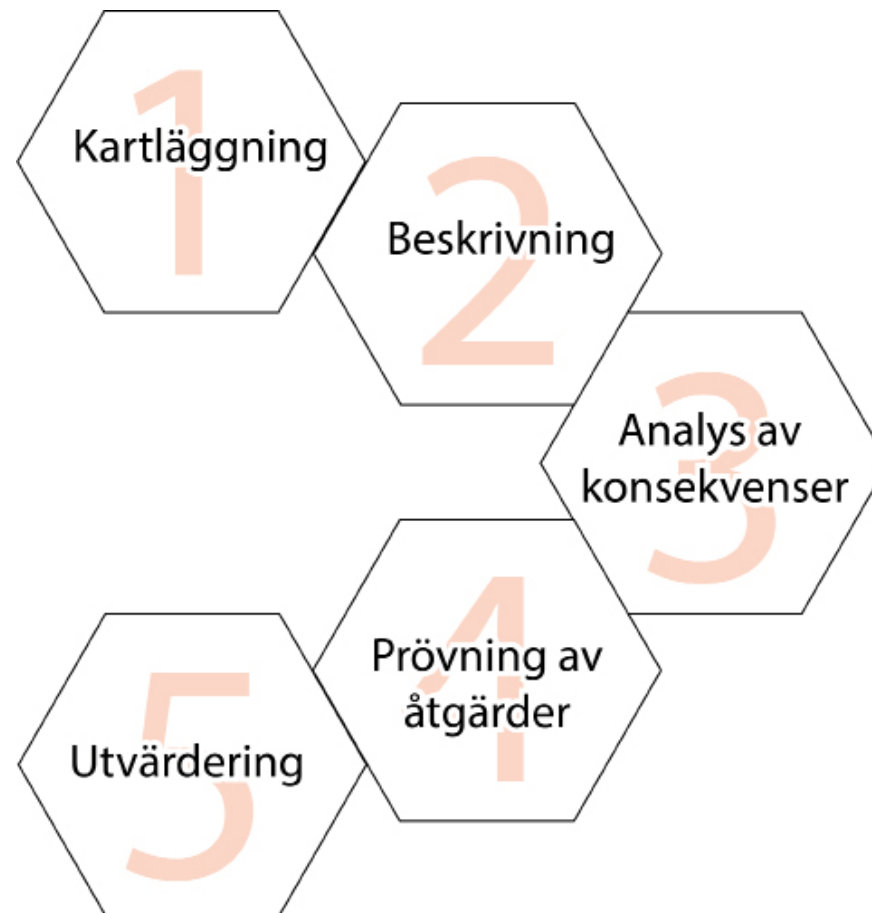 1
Kartläggning
2
Beskrivning
3
Analys av
konsekvenser
4
Prövning av
åtgärder
5
Utvärdering